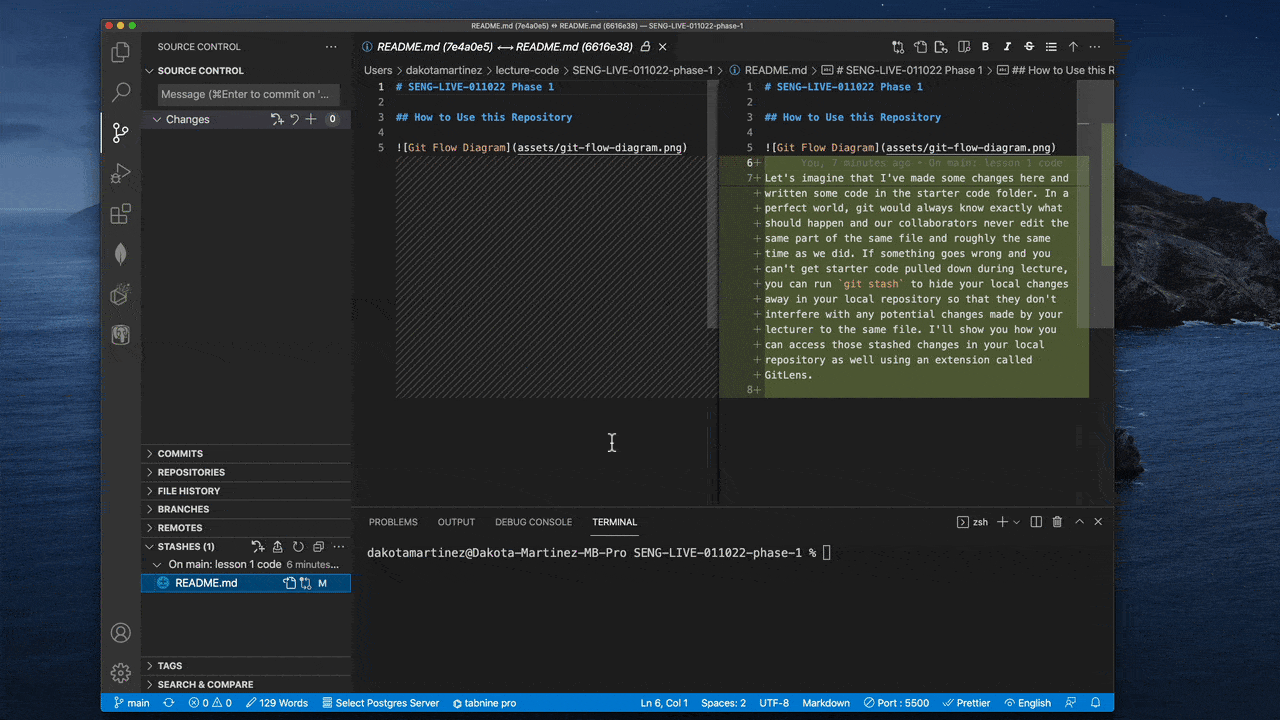 README.md (7e4a0e5) ↔ README.md (6616e38) — SENG-LIVE-011022-phase-1
SOURCE CONTROL
README.md (7e4a0e5) ⟷ README.md (6616e38)
B I S
Users > dakotamartinez > lecture-code > SENG-LIVE-011022-phase-1 > README.md > # SENG-LIVE-011022 Phase 1 > ## How to Use this R
SOURCE CONTROL
Message (⌘Enter to commit on '...
Changes 0
1 # SENG-LIVE-011022 Phase 1
2
3 ## How to Use this Repository
4
5 ![Git Flow Diagram](assets/git-flow-diagram.png)
1 # SENG-LIVE-011022 Phase 1
2
3 ## How to Use this Repository
4
5 ![Git Flow Diagram](assets/git-flow-diagram.png)
6+ You, 7 minutes ago • On main: lesson 1 code
7+ Let's imagine that I've made some changes here and
+ written some code in the starter code folder. In a
+ perfect world, git would always know exactly what
+ should happen and our collaborators never edit the
+ same part of the same file and roughly the same
+ time as we did. If something goes wrong and you
+ can't get starter code pulled down during lecture,
+ you can run `git stash` to hide your local changes
+ away in your local repository so that they don't
+ interfere with any potential changes made by your
+ lecturer to the same file. I'll show you how you
+ can access those stashed changes in your local
+ repository as well using an extension called
+ GitLens.
8+
COMMITS
REPOSITORIES
FILE HISTORY
BRANCHES
REMOTES
STASHES (1)
On main: lesson 1 code 6 minutes...
README.md M
TAGS
SEARCH & COMPARE
PROBLEMS OUTPUT DEBUG CONSOLE TERMINAL zsh
dakotamartinez@Dakota-Martinez-MB-Pro SENG-LIVE-011022-phase-1 %
main 0 0 129 Words Select Postgres Server tabnine pro Ln 6, Col 1 Spaces: 2 UTF-8 Markdown Port : 5500 Prettier English